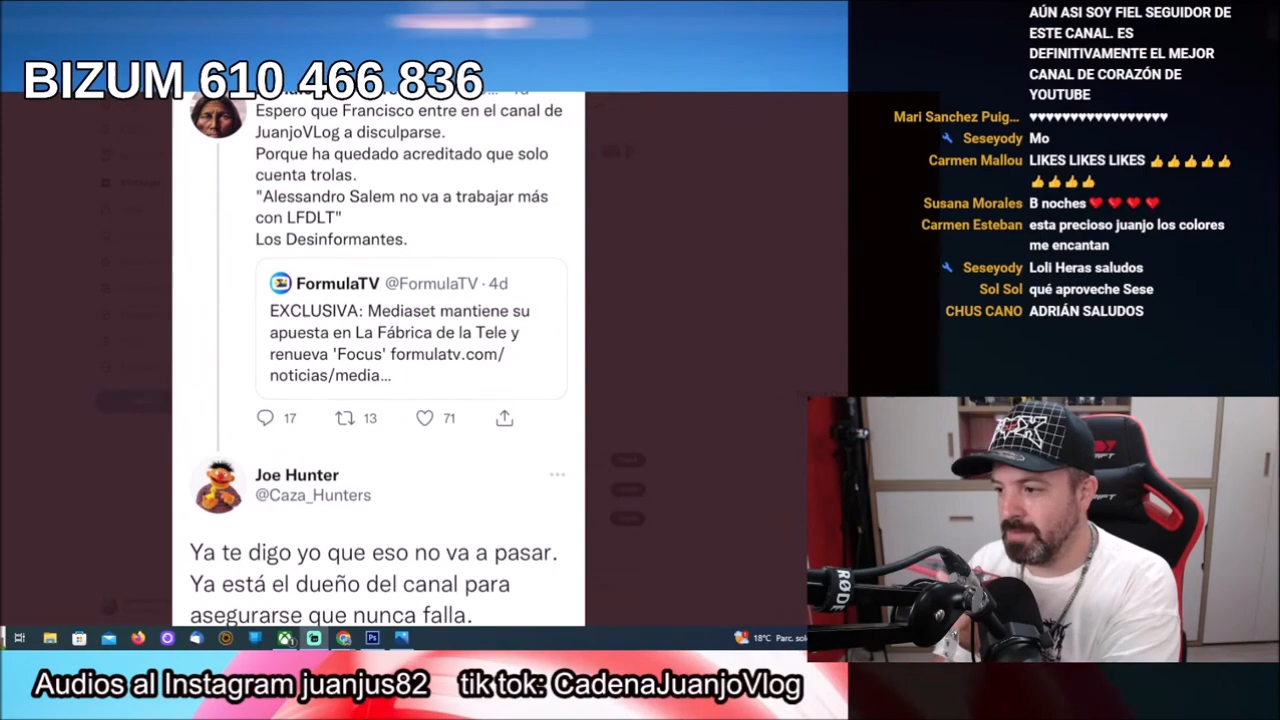 BIZUM 610 466 836
Espero que Francisco entre en el canal de
JuanjoVLog a disculparse.
Porque ha quedado acreditado que solo
cuenta trolas.
"Alessandro Salem no va a trabajar más
con LFDLT"
Los Desinformantes.
FormulaTV @FormulaTV · 4d
EXCLUSIVA: Mediaset mantiene su
apuesta en La Fábrica de la Tele y
renueva 'Focus' formulatv.com/
noticias/media...
17 13 71
Joe Hunter
@Caza_Hunters
Ya te digo yo que eso no va a pasar.
Ya está el dueño del canal para
asegurarse que nunca falla.
18°C Parc. sol
Audios al Instagram juanjus82 tik tok: CadenaJuanjoVlog
AÚN ASI SOY FIEL SEGUIDOR DE
ESTE CANAL. ES
DEFINITIVAMENTE EL MEJOR
CANAL DE CORAZÓN DE
YOUTUBE
Mari Sanchez Puig... ♥♥♥♥♥♥♥♥♥♥♥♥♥♥♥♥♥
Seseyody Mo
Carmen Mallou LIKES LIKES LIKES 👍👍👍👍👍
👍👍👍👍
Susana Morales B noches ❤️ ❤️ ❤️ ❤️
Carmen Esteban esta precioso juanjo los colores
me encantan
Seseyody Loli Heras saludos
Sol Sol qué aproveche Sese
CHUS CANO ADRIÁN SALUDOS
RØDE